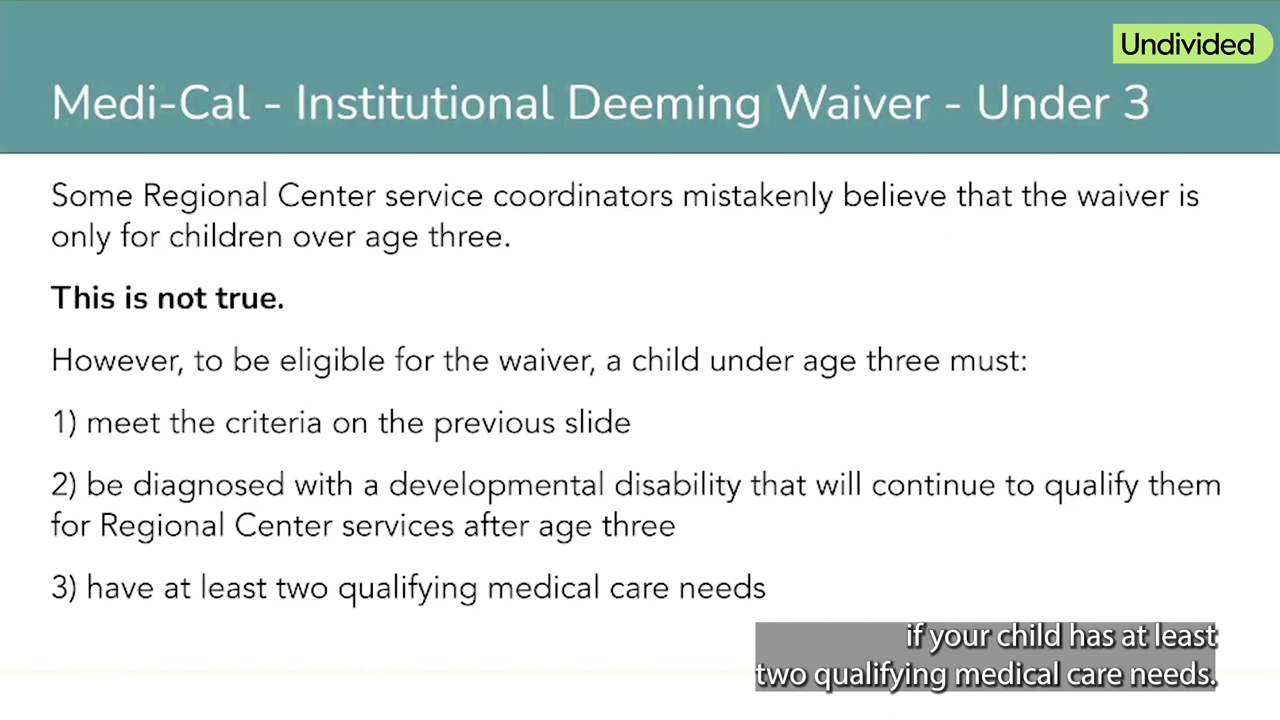 Undivided
Medi-Cal - Institutional Deeming Waiver - Under 3
Some Regional Center service coordinators mistakenly believe that the waiver is
only for children over age three.
This is not true.
However, to be eligible for the waiver, a child under age three must:
1) meet the criteria on the previous slide
2) be diagnosed with a developmental disability that will continue to qualify them
for Regional Center services after age three
3) have at least two qualifying medical care needs
if your child has at least
two qualifying medical care needs.